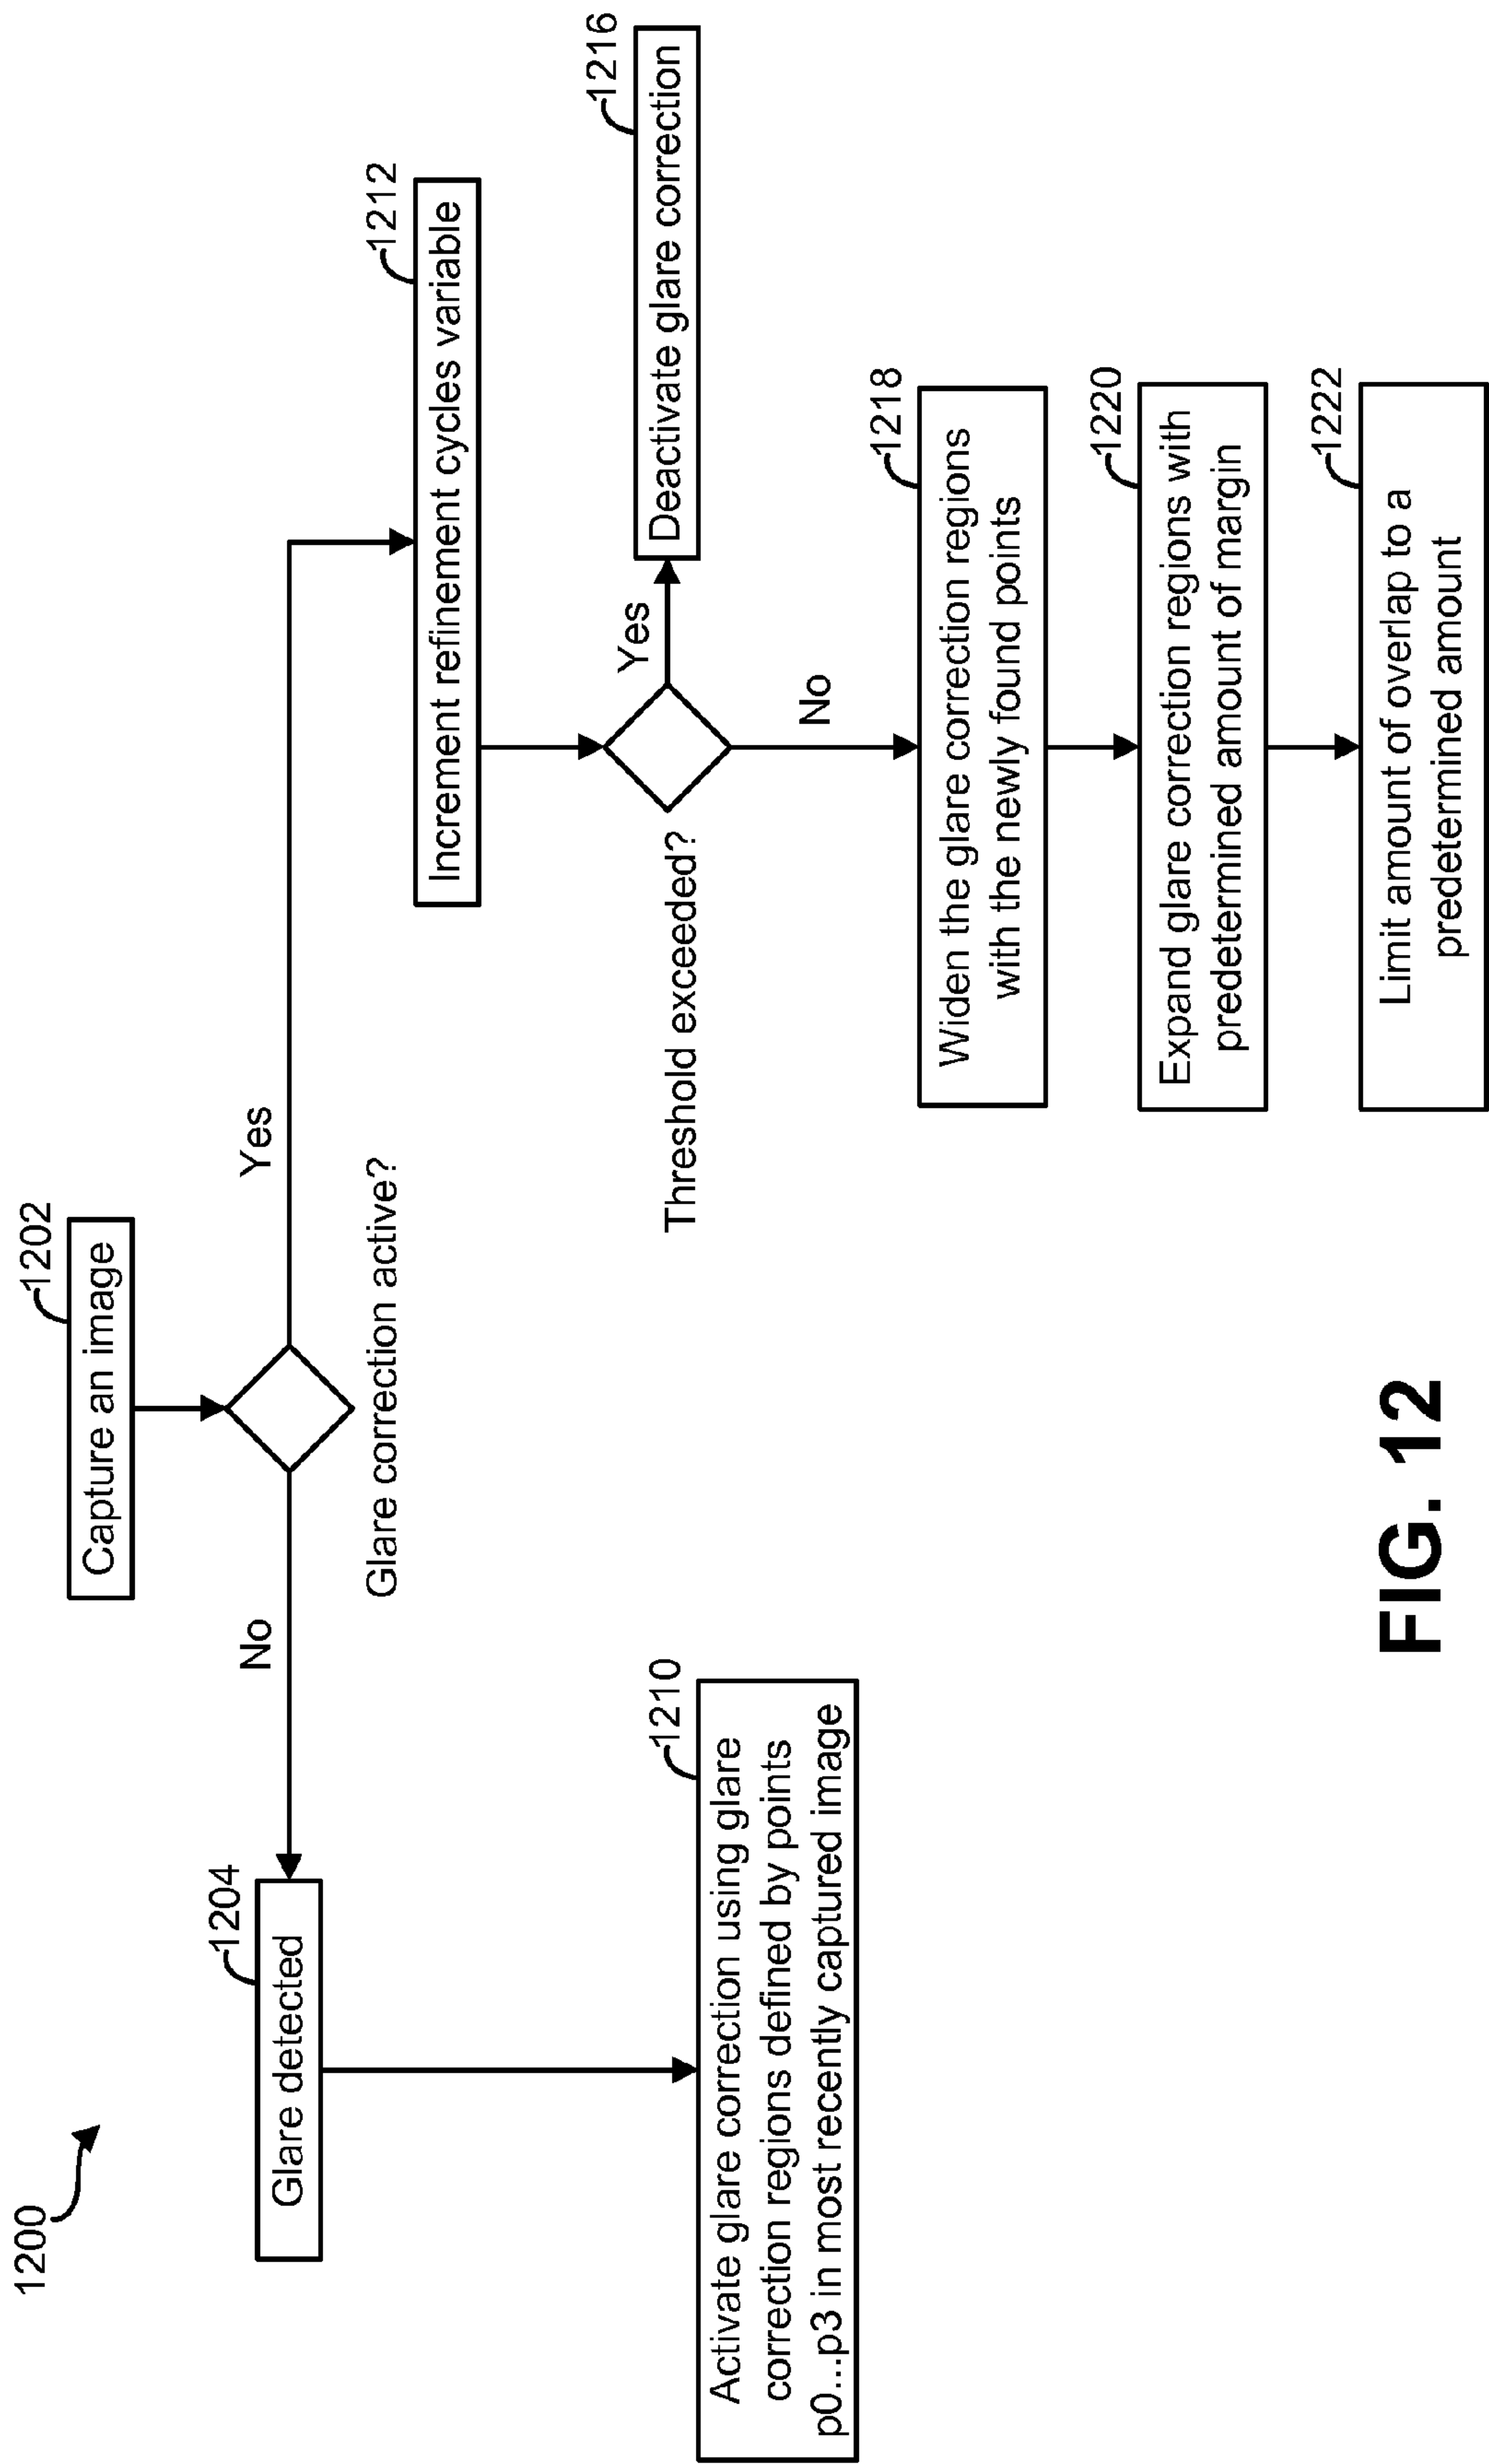 1200
1202
Capture an image
No
Yes
Glare correction active?
1204
Glare detected
1210
Activate glare correction using glare
correction regions defined by points
p0...p3 in most recently captured image
1212
Increment refinement cycles variable
Threshold exceeded?
Yes
1216
Deactivate glare correction
No
1218
Widen the glare correction regions
with the newly found points
1220
Expand glare correction regions with
predetermined amount of margin
1222
Limit amount of overlap to a
predetermined amount
FIG. 12